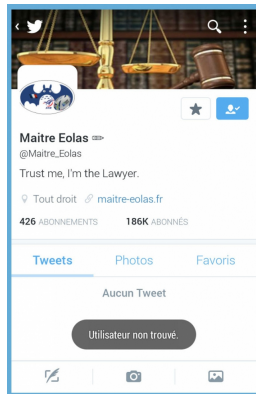 Maitre Eolas
@Maitre_Eolas
Trust me, I'm the Lawyer.
Tout droit maitre-eolas.fr
426 ABONNEMENTS 186K ABONNÉS
Tweets Photos Favoris
Aucun Tweet
Utilisateur non trouvé.